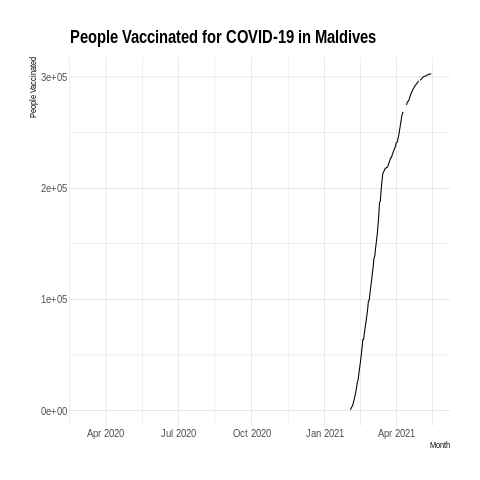 People Vaccinated for COVID-19 in Maldives
People Vaccinated
3e+05
2e+05
1e+05
0e+00
Apr 2020 Jul 2020 Oct 2020 Jan 2021 Apr 2021
Month